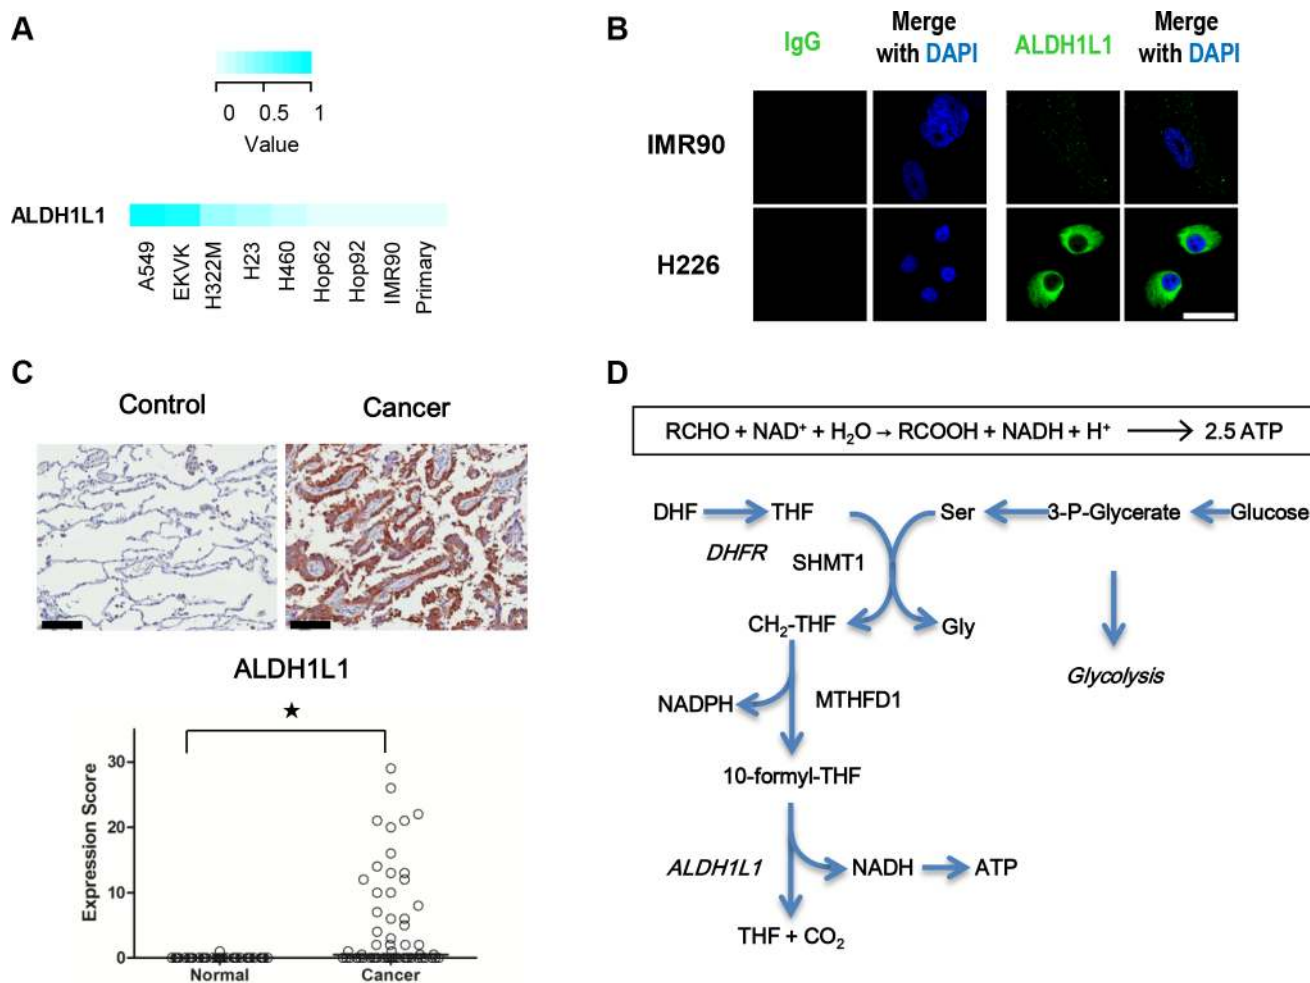 A
0 0.5 1
Value
ALDH1L1
A549
EKVK
H322M
H23
H460
Hop62
Hop92
IMR90
Primary
B
IgG
Merge
with DAPI
ALDH1L1
Merge
with DAPI
IMR90
H226
C
Control
Cancer
ALDH1L1
★
Expression Score
30
20
10
0
Normal
Cancer
D
RCHO + NAD⁺ + H₂O → RCOOH + NADH + H⁺ → 2.5 ATP
DHF THF Ser 3-P-Glycerate Glucose
DHFR
SHMT1
CH₂-THF Gly
Glycolysis
NADPH MTHFD1
10-formyl-THF
ALDH1L1 NADH ATP
THF + CO₂